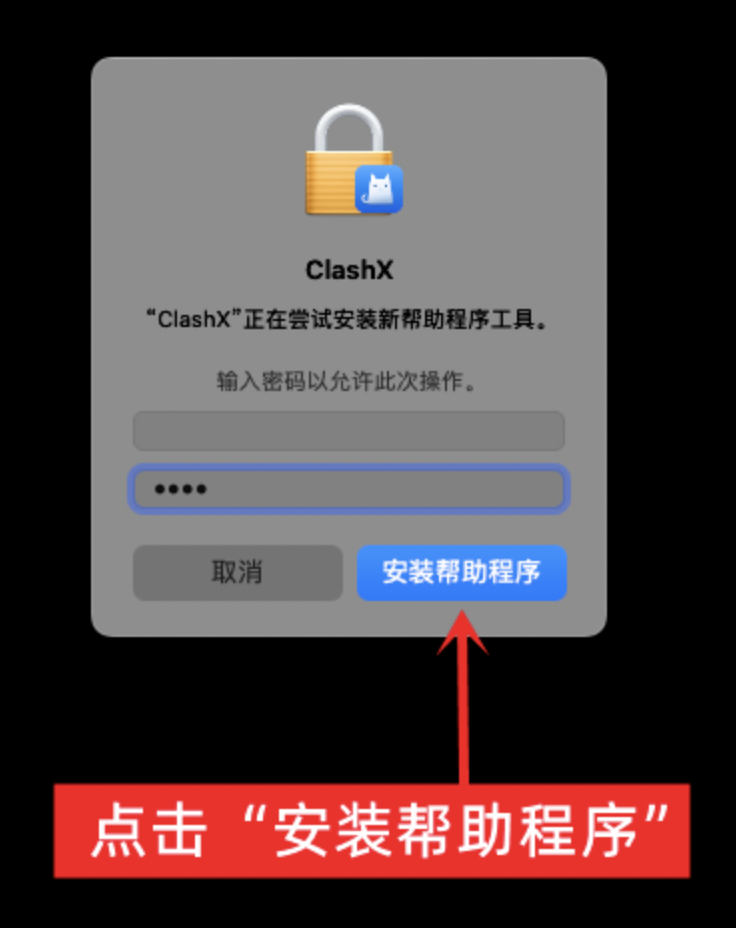 ClashX
“ClashX”正在尝试安装新帮助程序工具。
输入密码以允许此次操作。
••••
取消
安装帮助程序
点击“安装帮助程序”